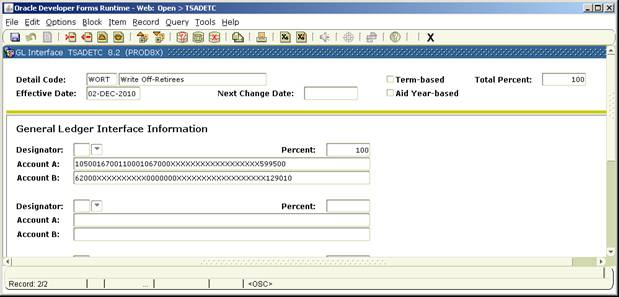 Oracle Developer Forms Runtime - Web: Open > TSADETC
File Edit Options Block Item Record Query Tools Help
GL Interface TSADETC 8.2 (PROD8X)
Detail Code: WORT Write Off-Retirees Term-based Total Percent: 100
Effective Date: 02-DEC-2010 Next Change Date: Aid Year-based
General Ledger Interface Information
Designator: Percent: 100
Account A: 1050016700110001067000XXXXXXXXXXXXXXXXXX599500
Account B: 62000XXXXXXXXXX0000000XXXXXXXXXXXXXXXXXX129010
Designator: Percent:
Account A:
Account B:
Record: 2/2 ... <OSC>